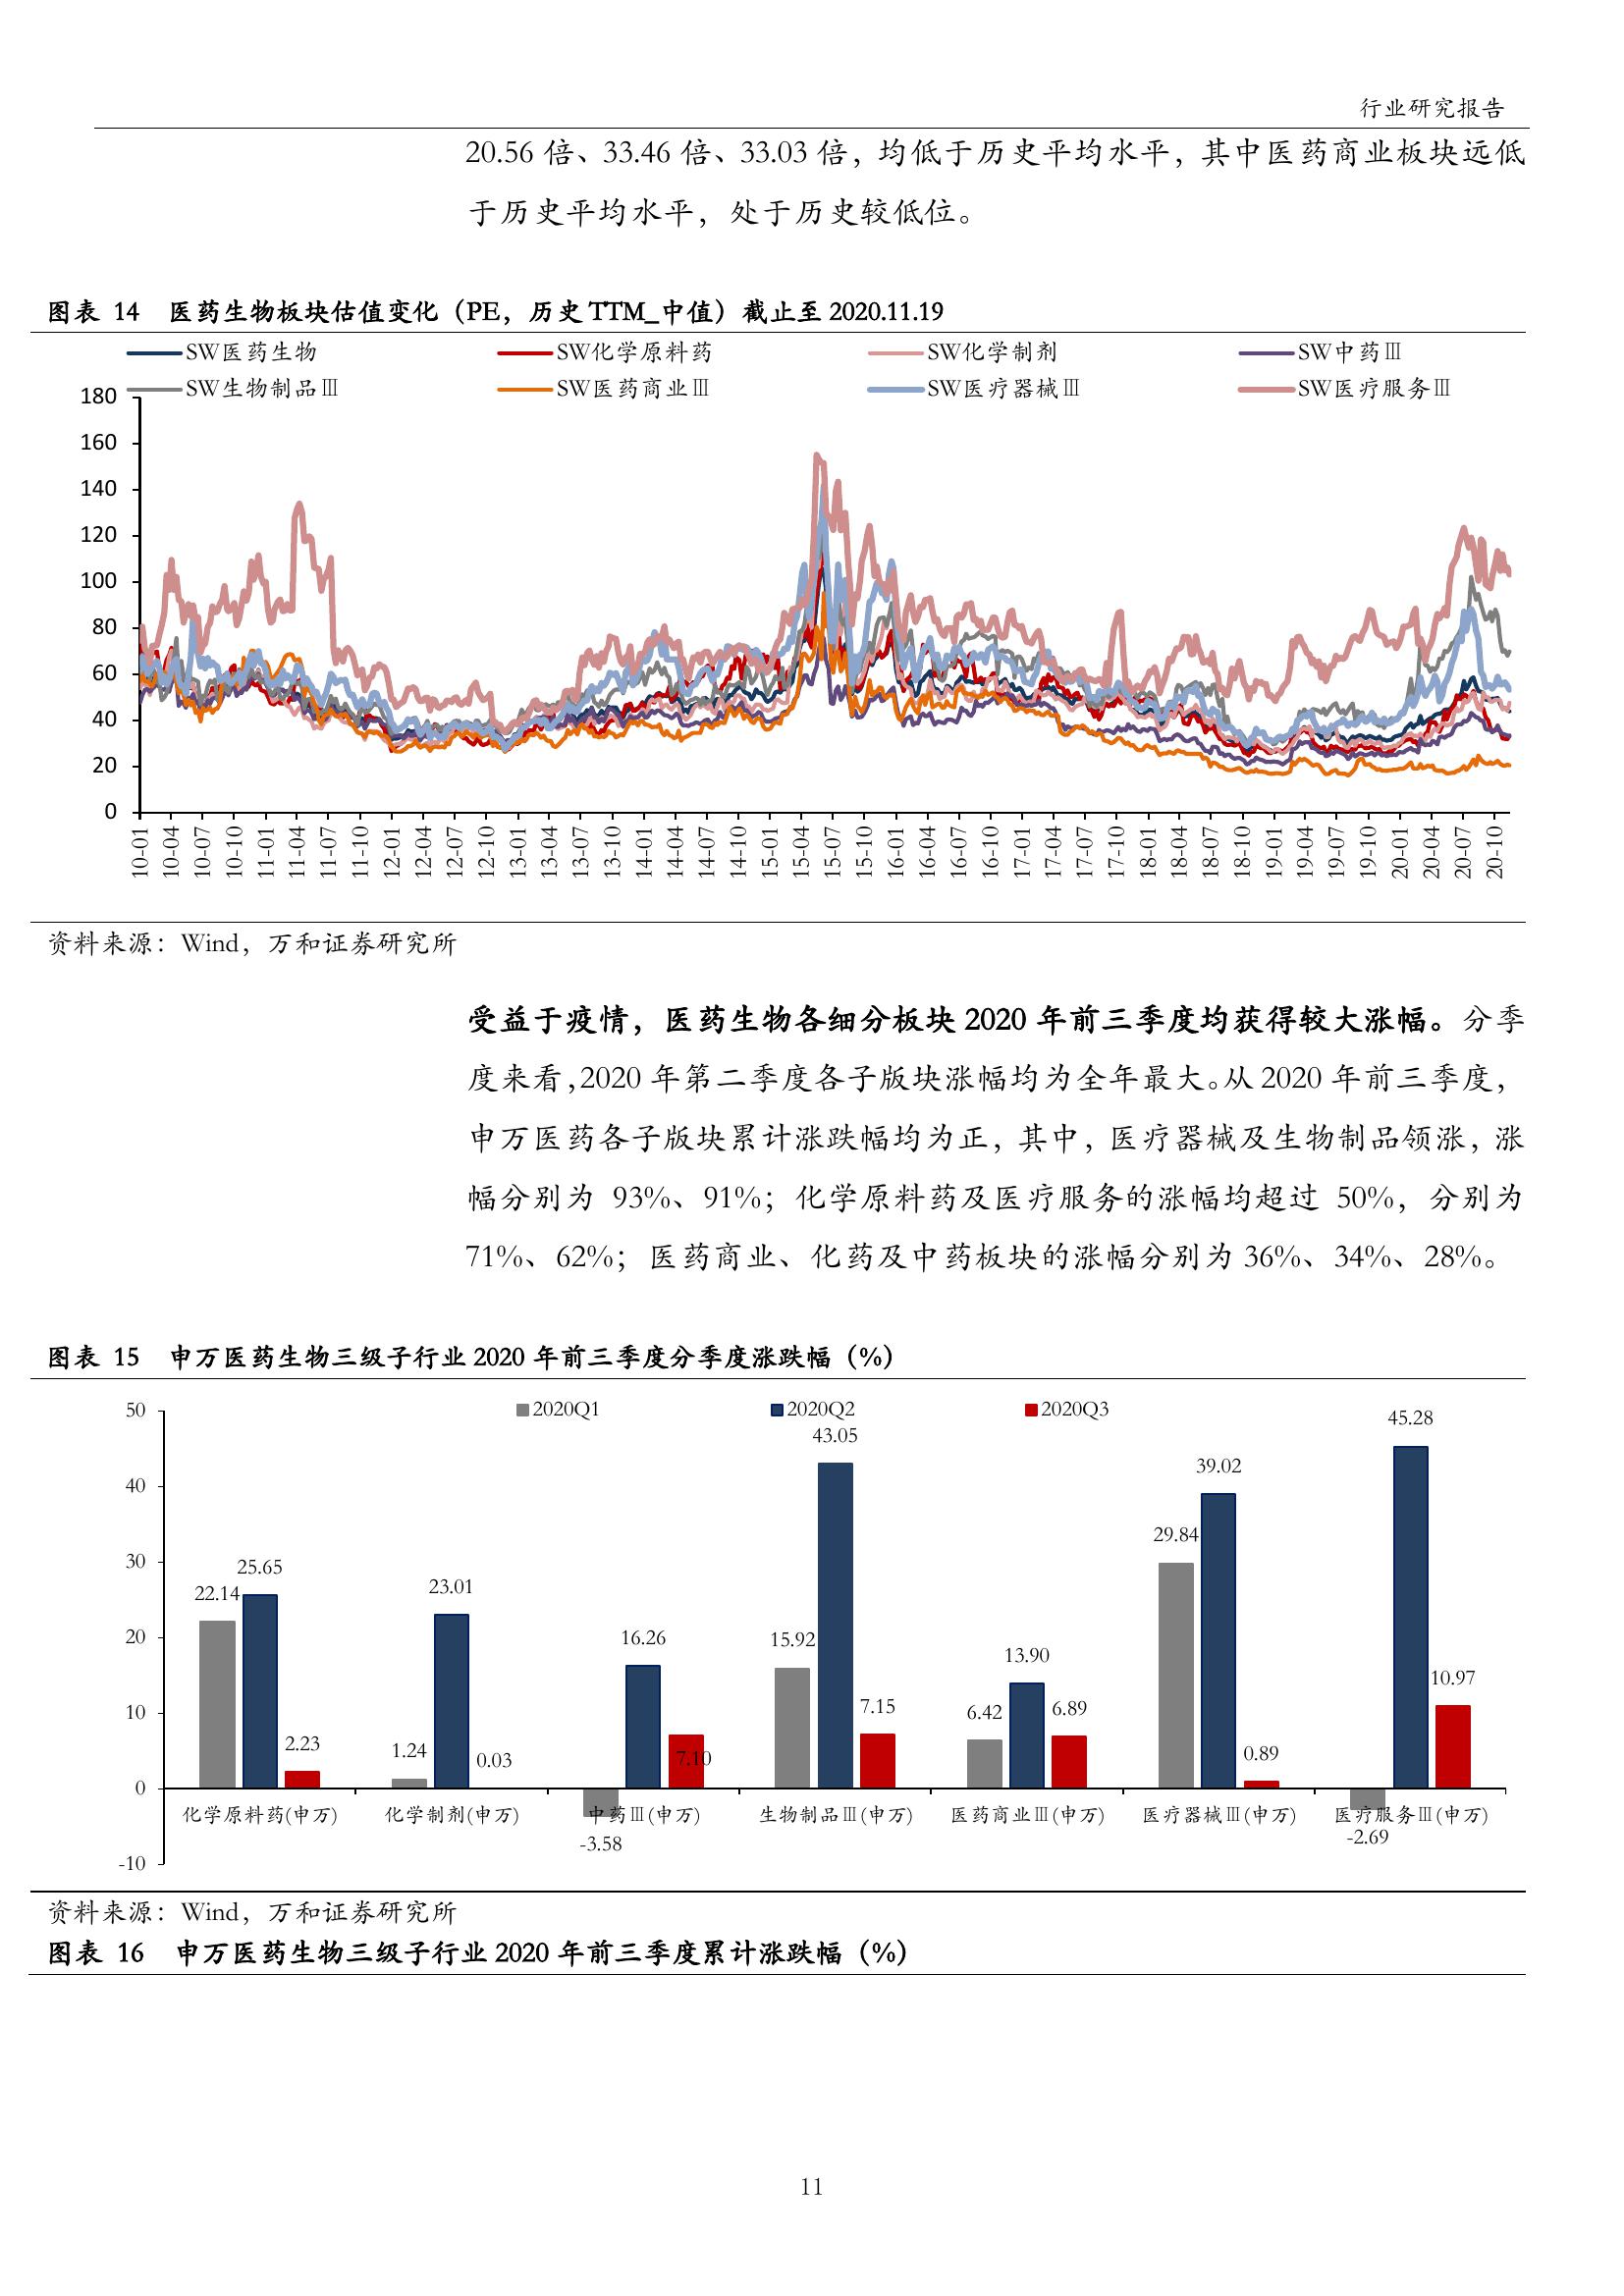 行业研究报告
20.56 倍、33.46 倍、33.03 倍，均低于历史平均水平，其中医药商业板块远低
于历史平均水平，处于历史较低位。
图表 14 医药生物板块估值变化（PE，历史 TTM_中值）截止至 2020.11.19
SW医药生物 SW化学原料药 SW化学制剂 SW中药Ⅲ
SW生物制品Ⅲ SW医药商业Ⅲ SW医疗器械Ⅲ SW医疗服务Ⅲ
180
160
140
120
100
80
60
40
20
0
10-01 10-04 10-07 10-10 11-01 11-04 11-07 11-10 12-01 12-04 12-07 12-10 13-01 13-04 13-07 13-10 14-01 14-04 14-07 14-10 15-01 15-04 15-07 15-10 16-01 16-04 16-07 16-10 17-01 17-04 17-07 17-10 18-01 18-04 18-07 18-10 19-01 19-04 19-07 19-10 20-01 20-04 20-07 20-10
资料来源：Wind，万和证券研究所
受益于疫情，医药生物各细分板块 2020 年前三季度均获得较大涨幅。分季
度来看,2020 年第二季度各子版块涨幅均为全年最大。从 2020 年前三季度，
申万医药各子版块累计涨跌幅均为正，其中，医疗器械及生物制品领涨，涨
幅分别为 93%、91%；化学原料药及医疗服务的涨幅均超过 50%，分别为
71%、62%；医药商业、化药及中药板块的涨幅分别为 36%、34%、28%。
图表 15 申万医药生物三级子行业 2020 年前三季度分季度涨跌幅（%）
2020Q1 2020Q2 2020Q3
50
40
30
20
10
0
-10
22.14 25.65 2.23
1.24 23.01 0.03
-3.58 16.26 7.10
15.92 43.05 7.15
6.42 13.90 6.89
29.84 39.02 0.89
-2.69 45.28 10.97
化学原料药(申万) 化学制剂(申万) 中药Ⅲ(申万) 生物制品Ⅲ(申万) 医药商业Ⅲ(申万) 医疗器械Ⅲ(申万) 医疗服务Ⅲ(申万)
资料来源：Wind，万和证券研究所
图表 16 申万医药生物三级子行业 2020 年前三季度累计涨跌幅（%）
11